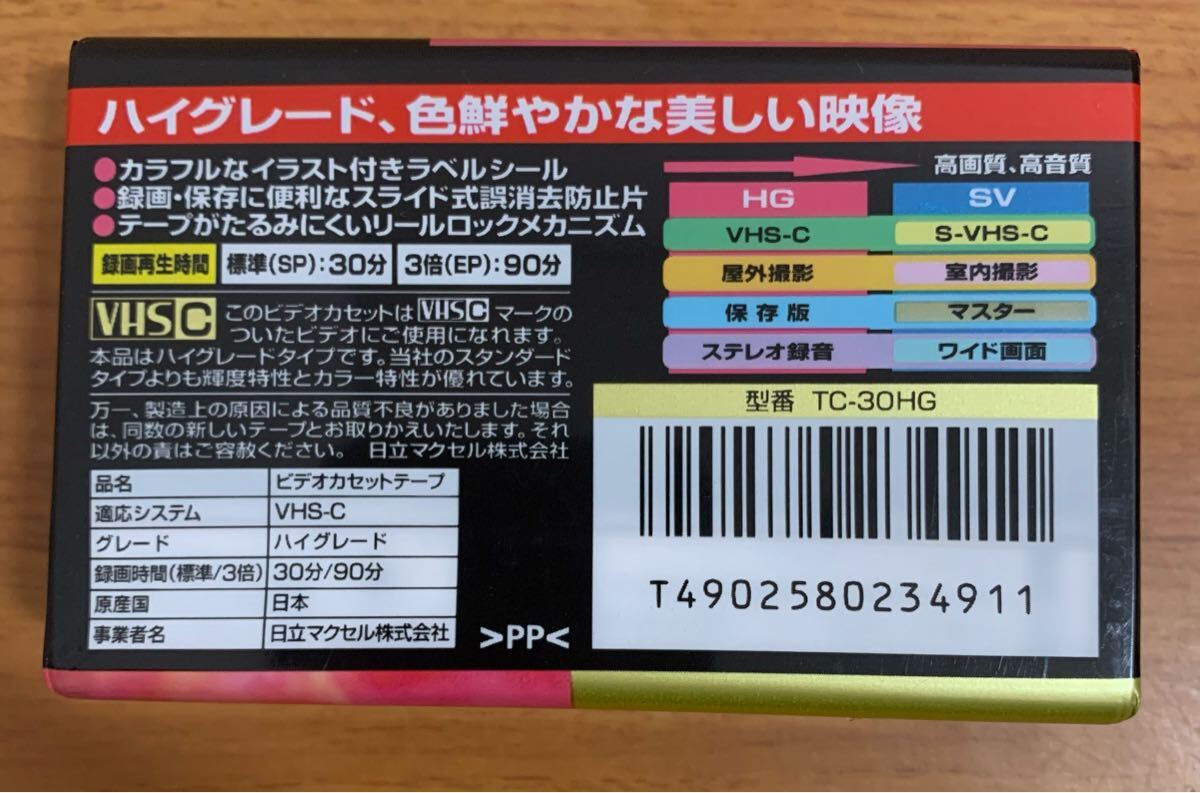 ハイグレード、色鮮やかな美しい映像
●カラフルなイラスト付きラベルシール
●録画・保存に便利なスライド式誤消去防止片
●テープがたるみにくいリールロックメカニズム
録画再生時間 標準(SP):30分 3倍(EP):90分
VHSC このビデオカセットは VHSC マークの
ついたビデオにご使用になれます。
本品はハイグレードタイプです。当社のスタンダード
タイプよりも輝度特性とカラー特性が優れています。
万一、製造上の原因による品質不良がありました場合
は、同数の新しいテープとお取りかえいたします。それ
以外の責はご容赦ください。 日立マクセル株式会社
品名 ビデオカセットテープ
適応システム VHS-C
グレード ハイグレード
録画時間(標準/3倍) 30分/90分
原産国 日本
事業者名 日立マクセル株式会社
>PP<
高画質、高音質
HG SV
VHS-C S-VHS-C
屋外撮影 室内撮影
保存版 マスター
ステレオ録音 ワイド画面
型番 TC-30HG
T4902580234911